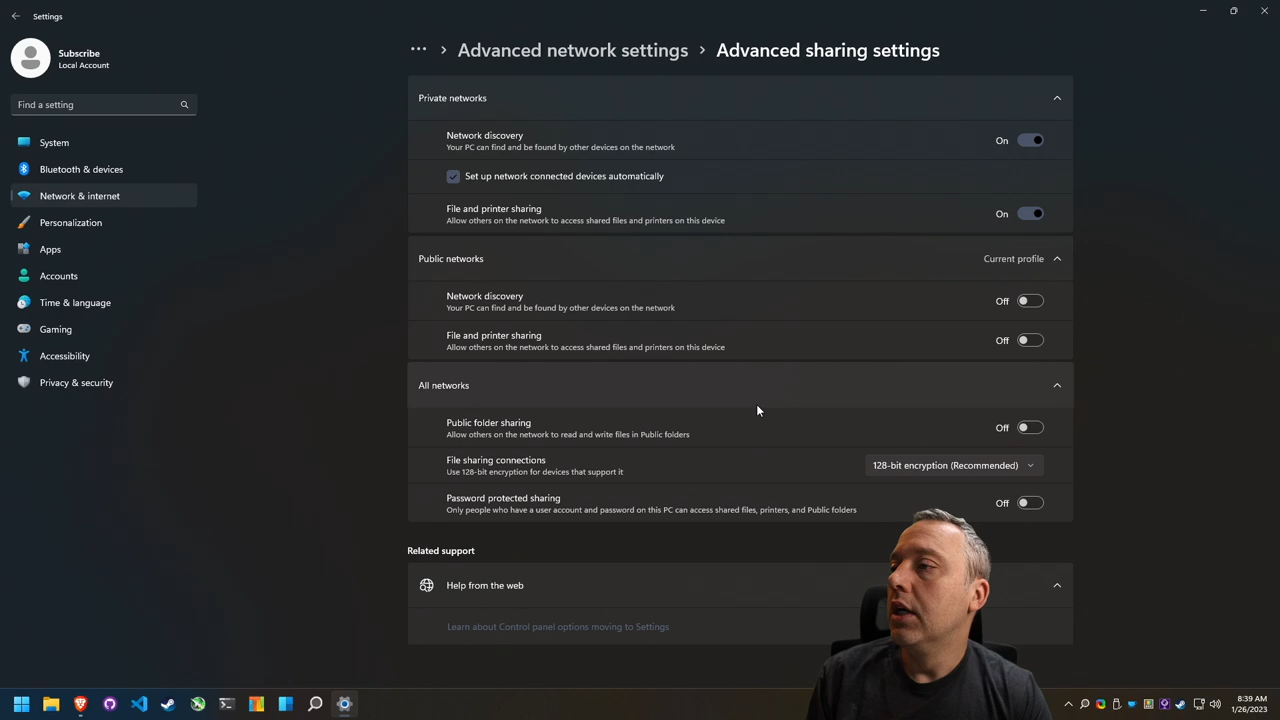 Settings
Subscribe
Local Account
Find a setting
System
Bluetooth & devices
Network & internet
Personalization
Apps
Accounts
Time & language
Gaming
Accessibility
Privacy & security
... > Advanced network settings > Advanced sharing settings
Private networks
Network discovery
Your PC can find and be found by other devices on the network
On
Set up network connected devices automatically
File and printer sharing
Allow others on the network to access shared files and printers on this device
On
Public networks
Current profile
Network discovery
Your PC can find and be found by other devices on the network
Off
File and printer sharing
Allow others on the network to access shared files and printers on this device
Off
All networks
Public folder sharing
Allow others on the network to read and write files in Public folders
Off
File sharing connections
Use 128-bit encryption for devices that support it
128-bit encryption (Recommended)
Password protected sharing
Only people who have a user account and password on this PC can access shared files, printers, and Public folders
Off
Related support
Help from the web
Learn about Control panel options moving to Settings
8:39 AM
1/26/2023